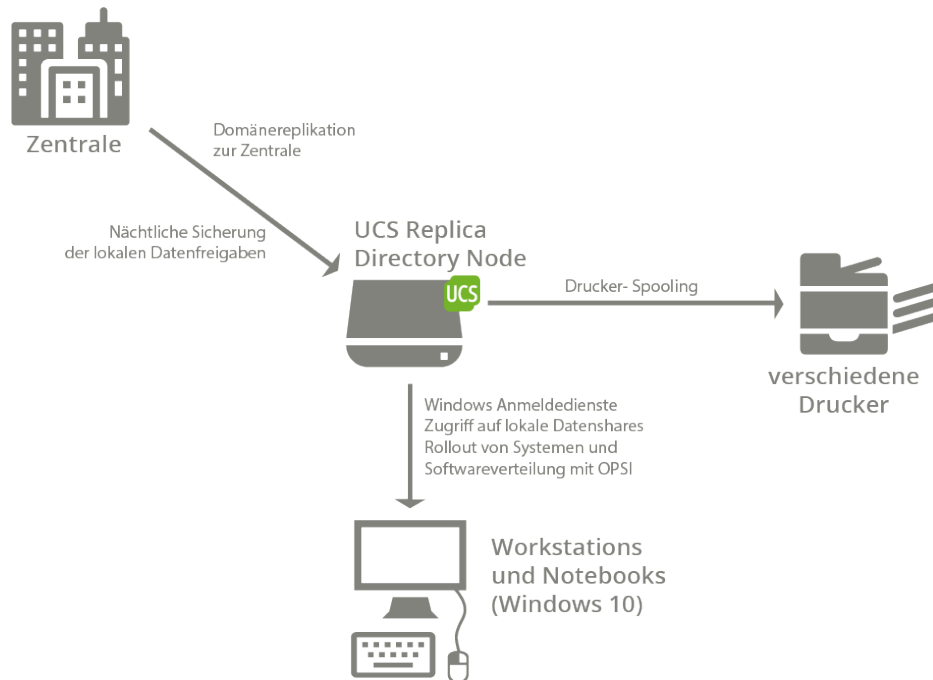 Zentrale
Domänereplikation
zur Zentrale
Nächtliche Sicherung
der lokalen Datenfreigaben
UCS Replica
Directory Node
UCS
Drucker- Spooling
verschiedene
Drucker
Windows Anmeldedienste
Zugriff auf lokale Datenshares
Rollout von Systemen und
Softwareverteilung mit OPSI
Workstations
und Notebooks
(Windows 10)